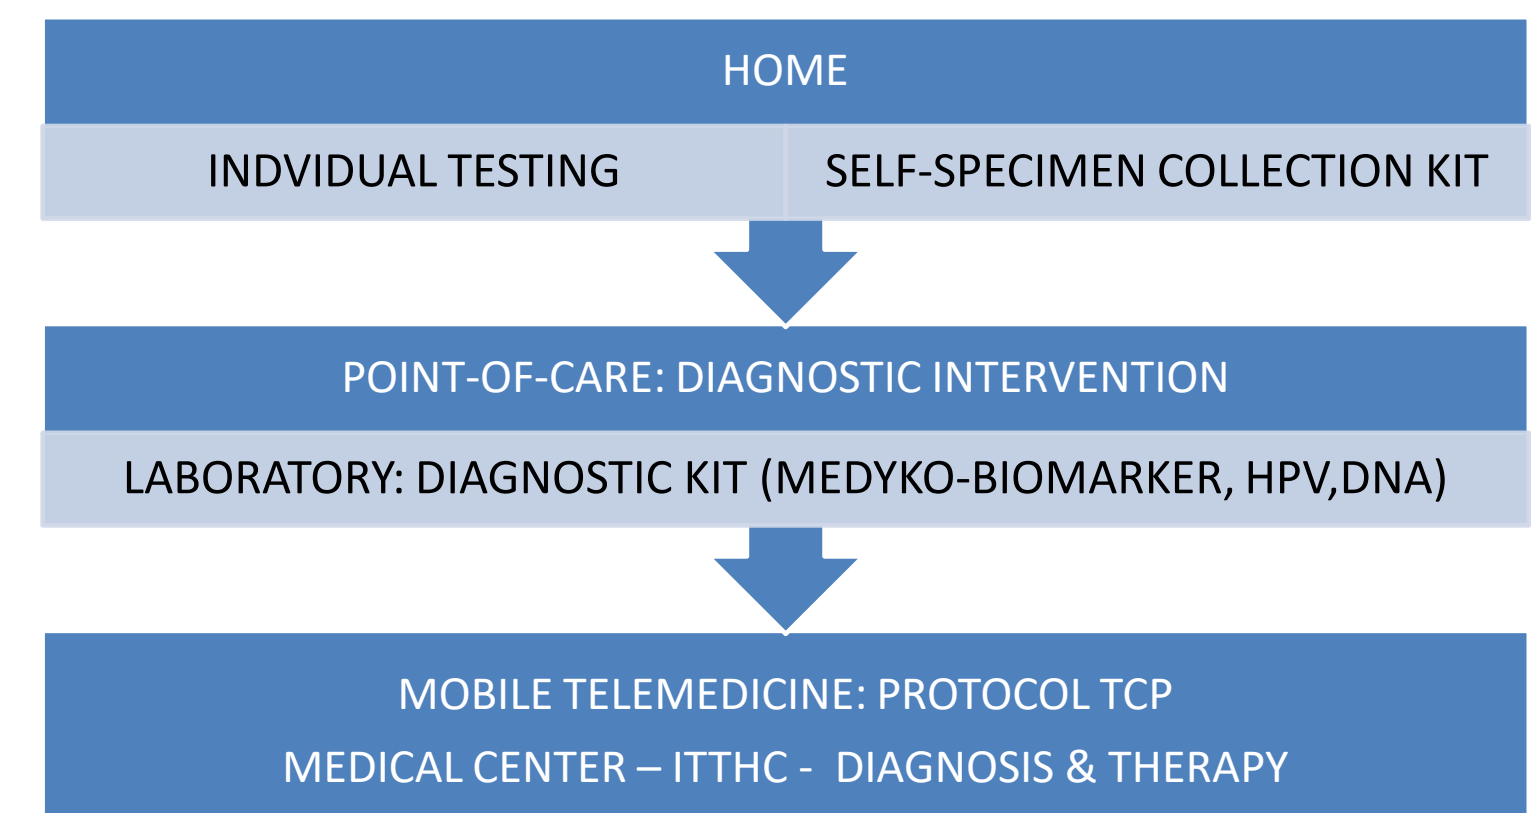 HOME
INDVIDUAL TESTING
SELF-SPECIMEN COLLECTION KIT
POINT-OF-CARE: DIAGNOSTIC INTERVENTION
LABORATORY: DIAGNOSTIC KIT (MEDYKO-BIOMARKER, HPV,DNA)
MOBILE TELEMEDICINE: PROTOCOL TCP
MEDICAL CENTER – ITTHC - DIAGNOSIS & THERAPY